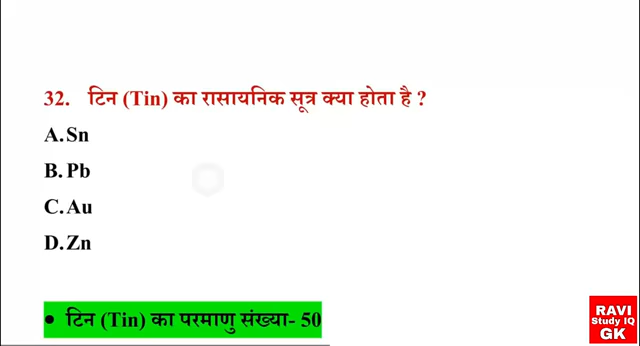 32. टिन (Tin) का रासायनिक सूत्र क्या होता है ?
A. Sn
B. Pb
C. Au
D. Zn
• टिन (Tin) का परमाणु संख्या- 50
RAVI
Study IQ
GK